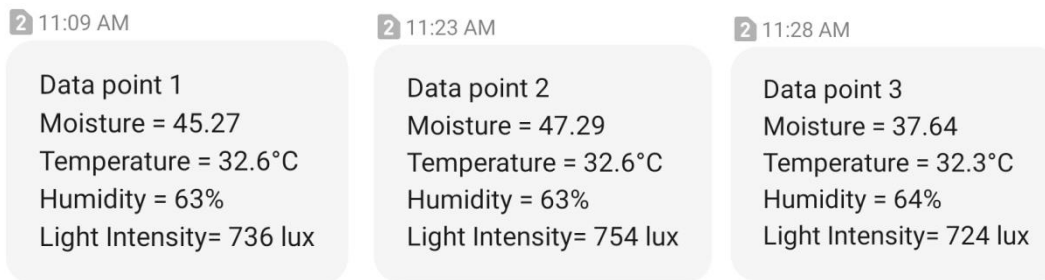 2 11:09 AM
Data point 1
Moisture = 45.27
Temperature = 32.6°C
Humidity = 63%
Light Intensity= 736 lux
2 11:23 AM
Data point 2
Moisture = 47.29
Temperature = 32.6°C
Humidity = 63%
Light Intensity= 754 lux
2 11:28 AM
Data point 3
Moisture = 37.64
Temperature = 32.3°C
Humidity = 64%
Light Intensity= 724 lux